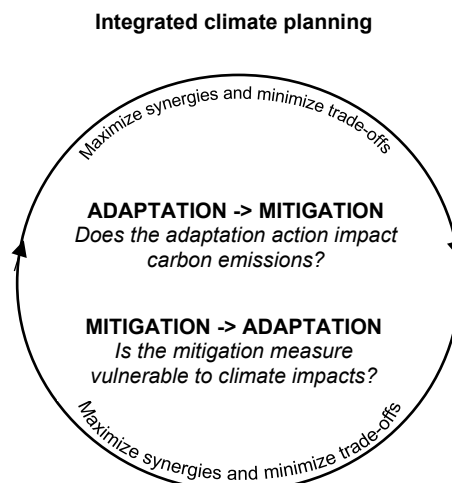 Integrated climate planning
Maximize synergies and minimize trade-offs
ADAPTATION -> MITIGATION
Does the adaptation action impact
carbon emissions?
MITIGATION -> ADAPTATION
Is the mitigation measure
vulnerable to climate impacts?
Maximize synergies and minimize trade-offs